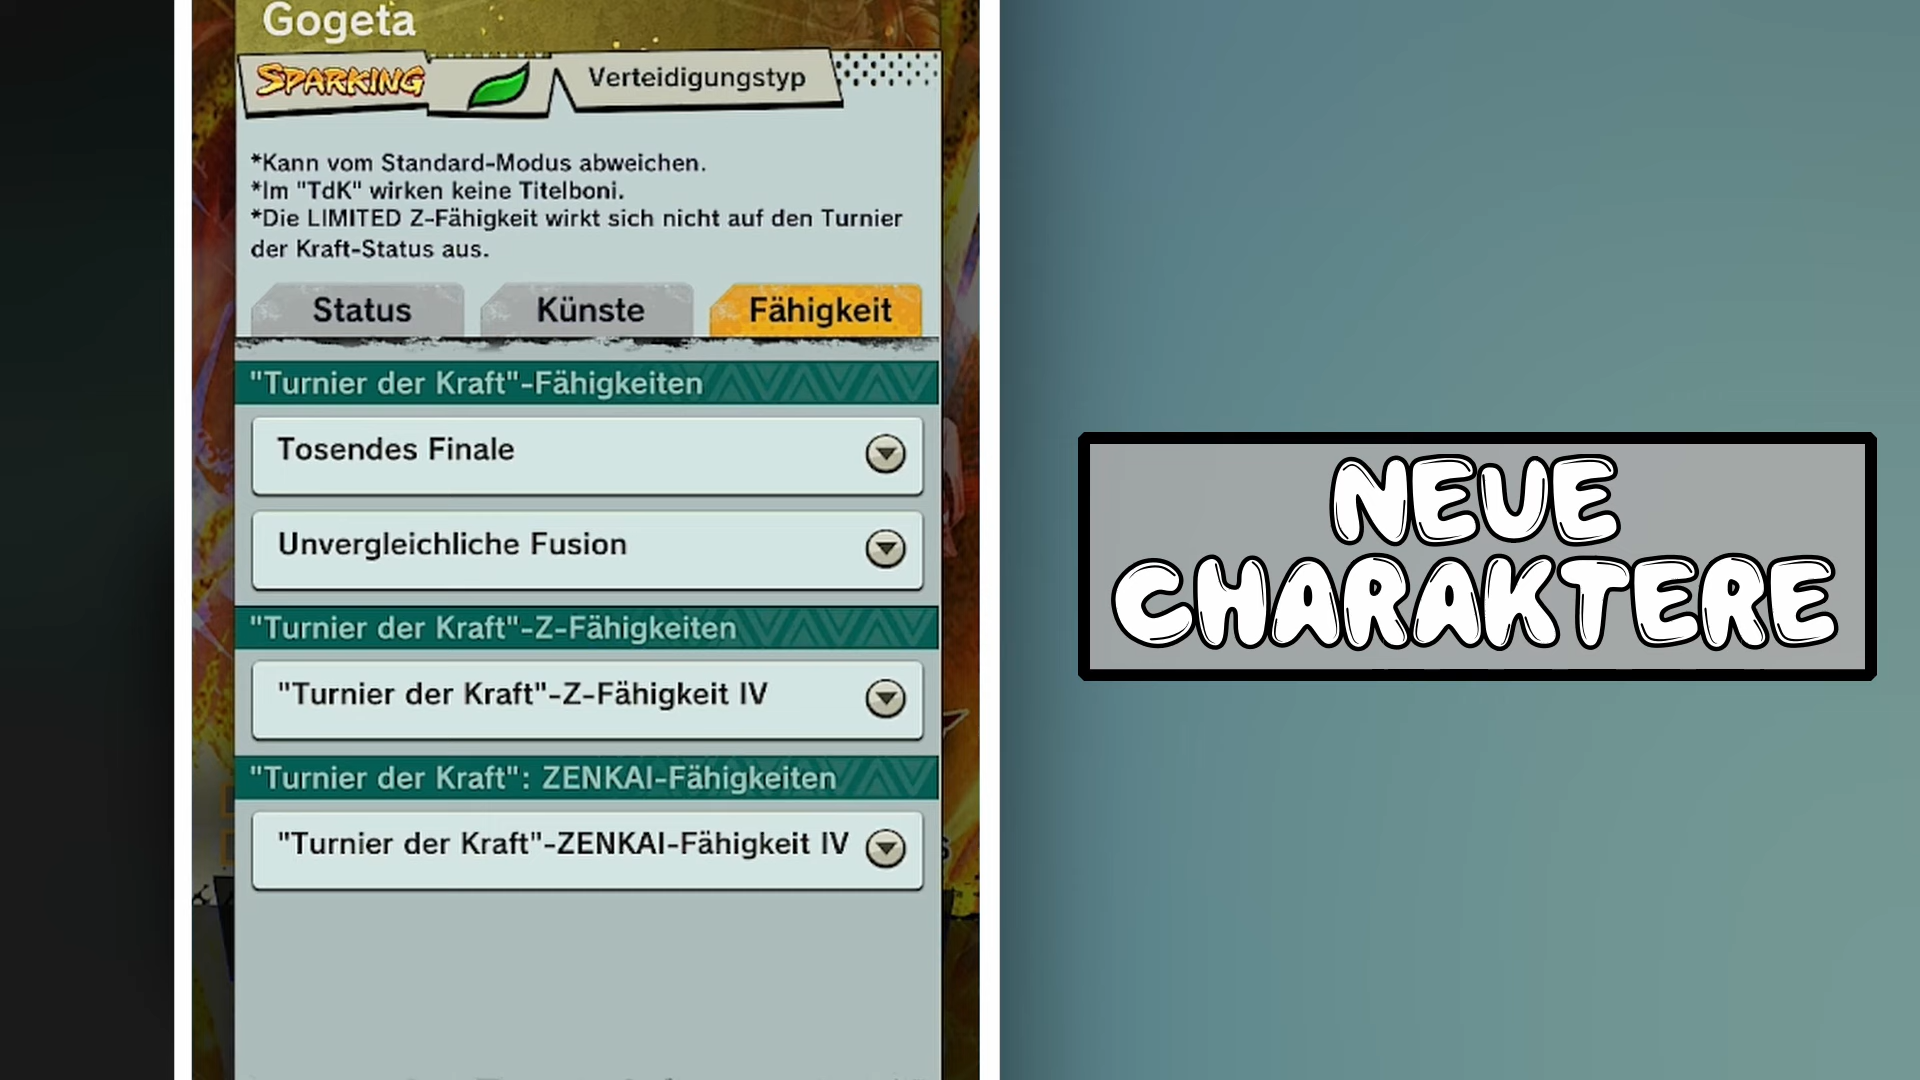 Gogeta
SPARKING
Verteidigungstyp
*Kann vom Standard-Modus abweichen.
*Im "TdK" wirken keine Titelboni.
*Die LIMITED Z-Fähigkeit wirkt sich nicht auf den Turnier
der Kraft-Status aus.
Status
Künste
Fähigkeit
"Turnier der Kraft"-Fähigkeiten
Tosendes Finale
Unvergleichliche Fusion
"Turnier der Kraft"-Z-Fähigkeiten
"Turnier der Kraft"-Z-Fähigkeit IV
"Turnier der Kraft": ZENKAI-Fähigkeiten
"Turnier der Kraft"-ZENKAI-Fähigkeit IV
NEUE
CHARAKTERE